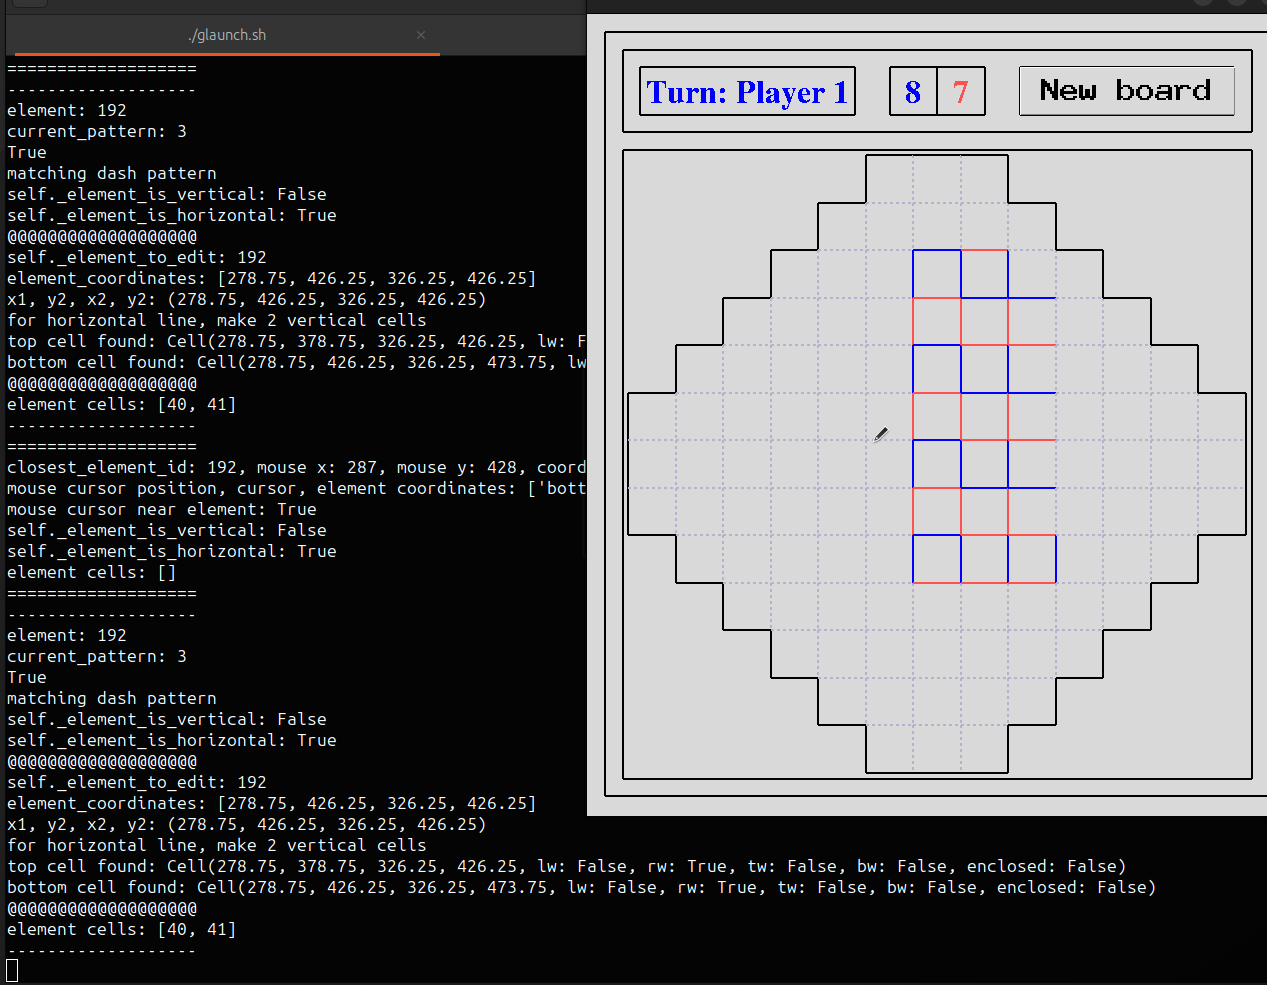 ./glaunch.sh ×
===================
-------------------
element: 192
current_pattern: 3
True
matching dash pattern
self._element_is_vertical: False
self._element_is_horizontal: True
@@@@@@@@@@@@@@@@@@@
self._element_to_edit: 192
element_coordinates: [278.75, 426.25, 326.25, 426.25]
x1, y2, x2, y2: (278.75, 426.25, 326.25, 426.25)
for horizontal line, make 2 vertical cells
top cell found: Cell(278.75, 378.75, 326.25, 426.25, lw: F
bottom cell found: Cell(278.75, 426.25, 326.25, 473.75, lw
@@@@@@@@@@@@@@@@@@@
element cells: [40, 41]
-------------------
===================
closest_element_id: 192, mouse x: 287, mouse y: 428, coord
mouse cursor position, cursor, element coordinates: ['bott
mouse cursor near element: True
self._element_is_vertical: False
self._element_is_horizontal: True
element cells: []
===================
-------------------
element: 192
current_pattern: 3
True
matching dash pattern
self._element_is_vertical: False
self._element_is_horizontal: True
@@@@@@@@@@@@@@@@@@@
self._element_to_edit: 192
element_coordinates: [278.75, 426.25, 326.25, 426.25]
x1, y2, x2, y2: (278.75, 426.25, 326.25, 426.25)
for horizontal line, make 2 vertical cells
top cell found: Cell(278.75, 378.75, 326.25, 426.25, lw: False, rw: True, tw: False, bw: False, enclosed: False)
bottom cell found: Cell(278.75, 426.25, 326.25, 473.75, lw: False, rw: True, tw: False, bw: False, enclosed: False)
@@@@@@@@@@@@@@@@@@@
element cells: [40, 41]
-------------------
Turn: Player 1 8 7 New board